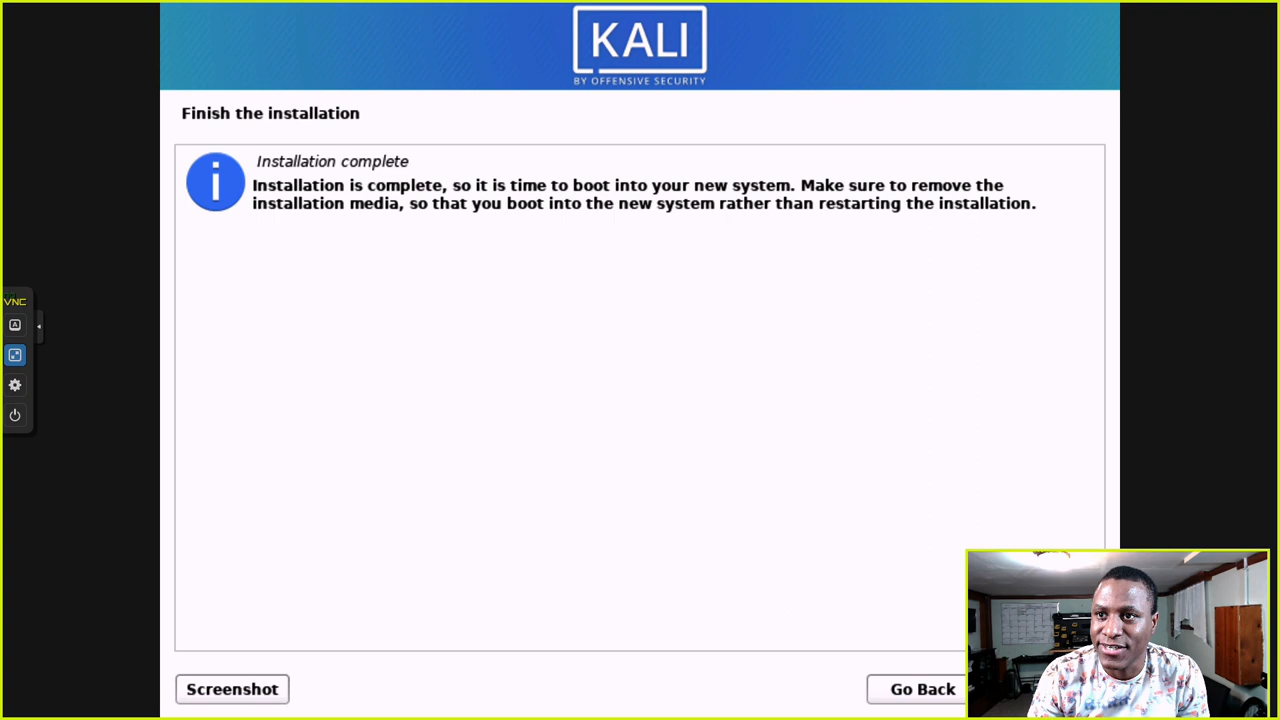 KALI
BY OFFENSIVE SECURITY
Finish the installation
Installation complete
Installation is complete, so it is time to boot into your new system. Make sure to remove the
installation media, so that you boot into the new system rather than restarting the installation.
VNC
A
Screenshot
Go Back